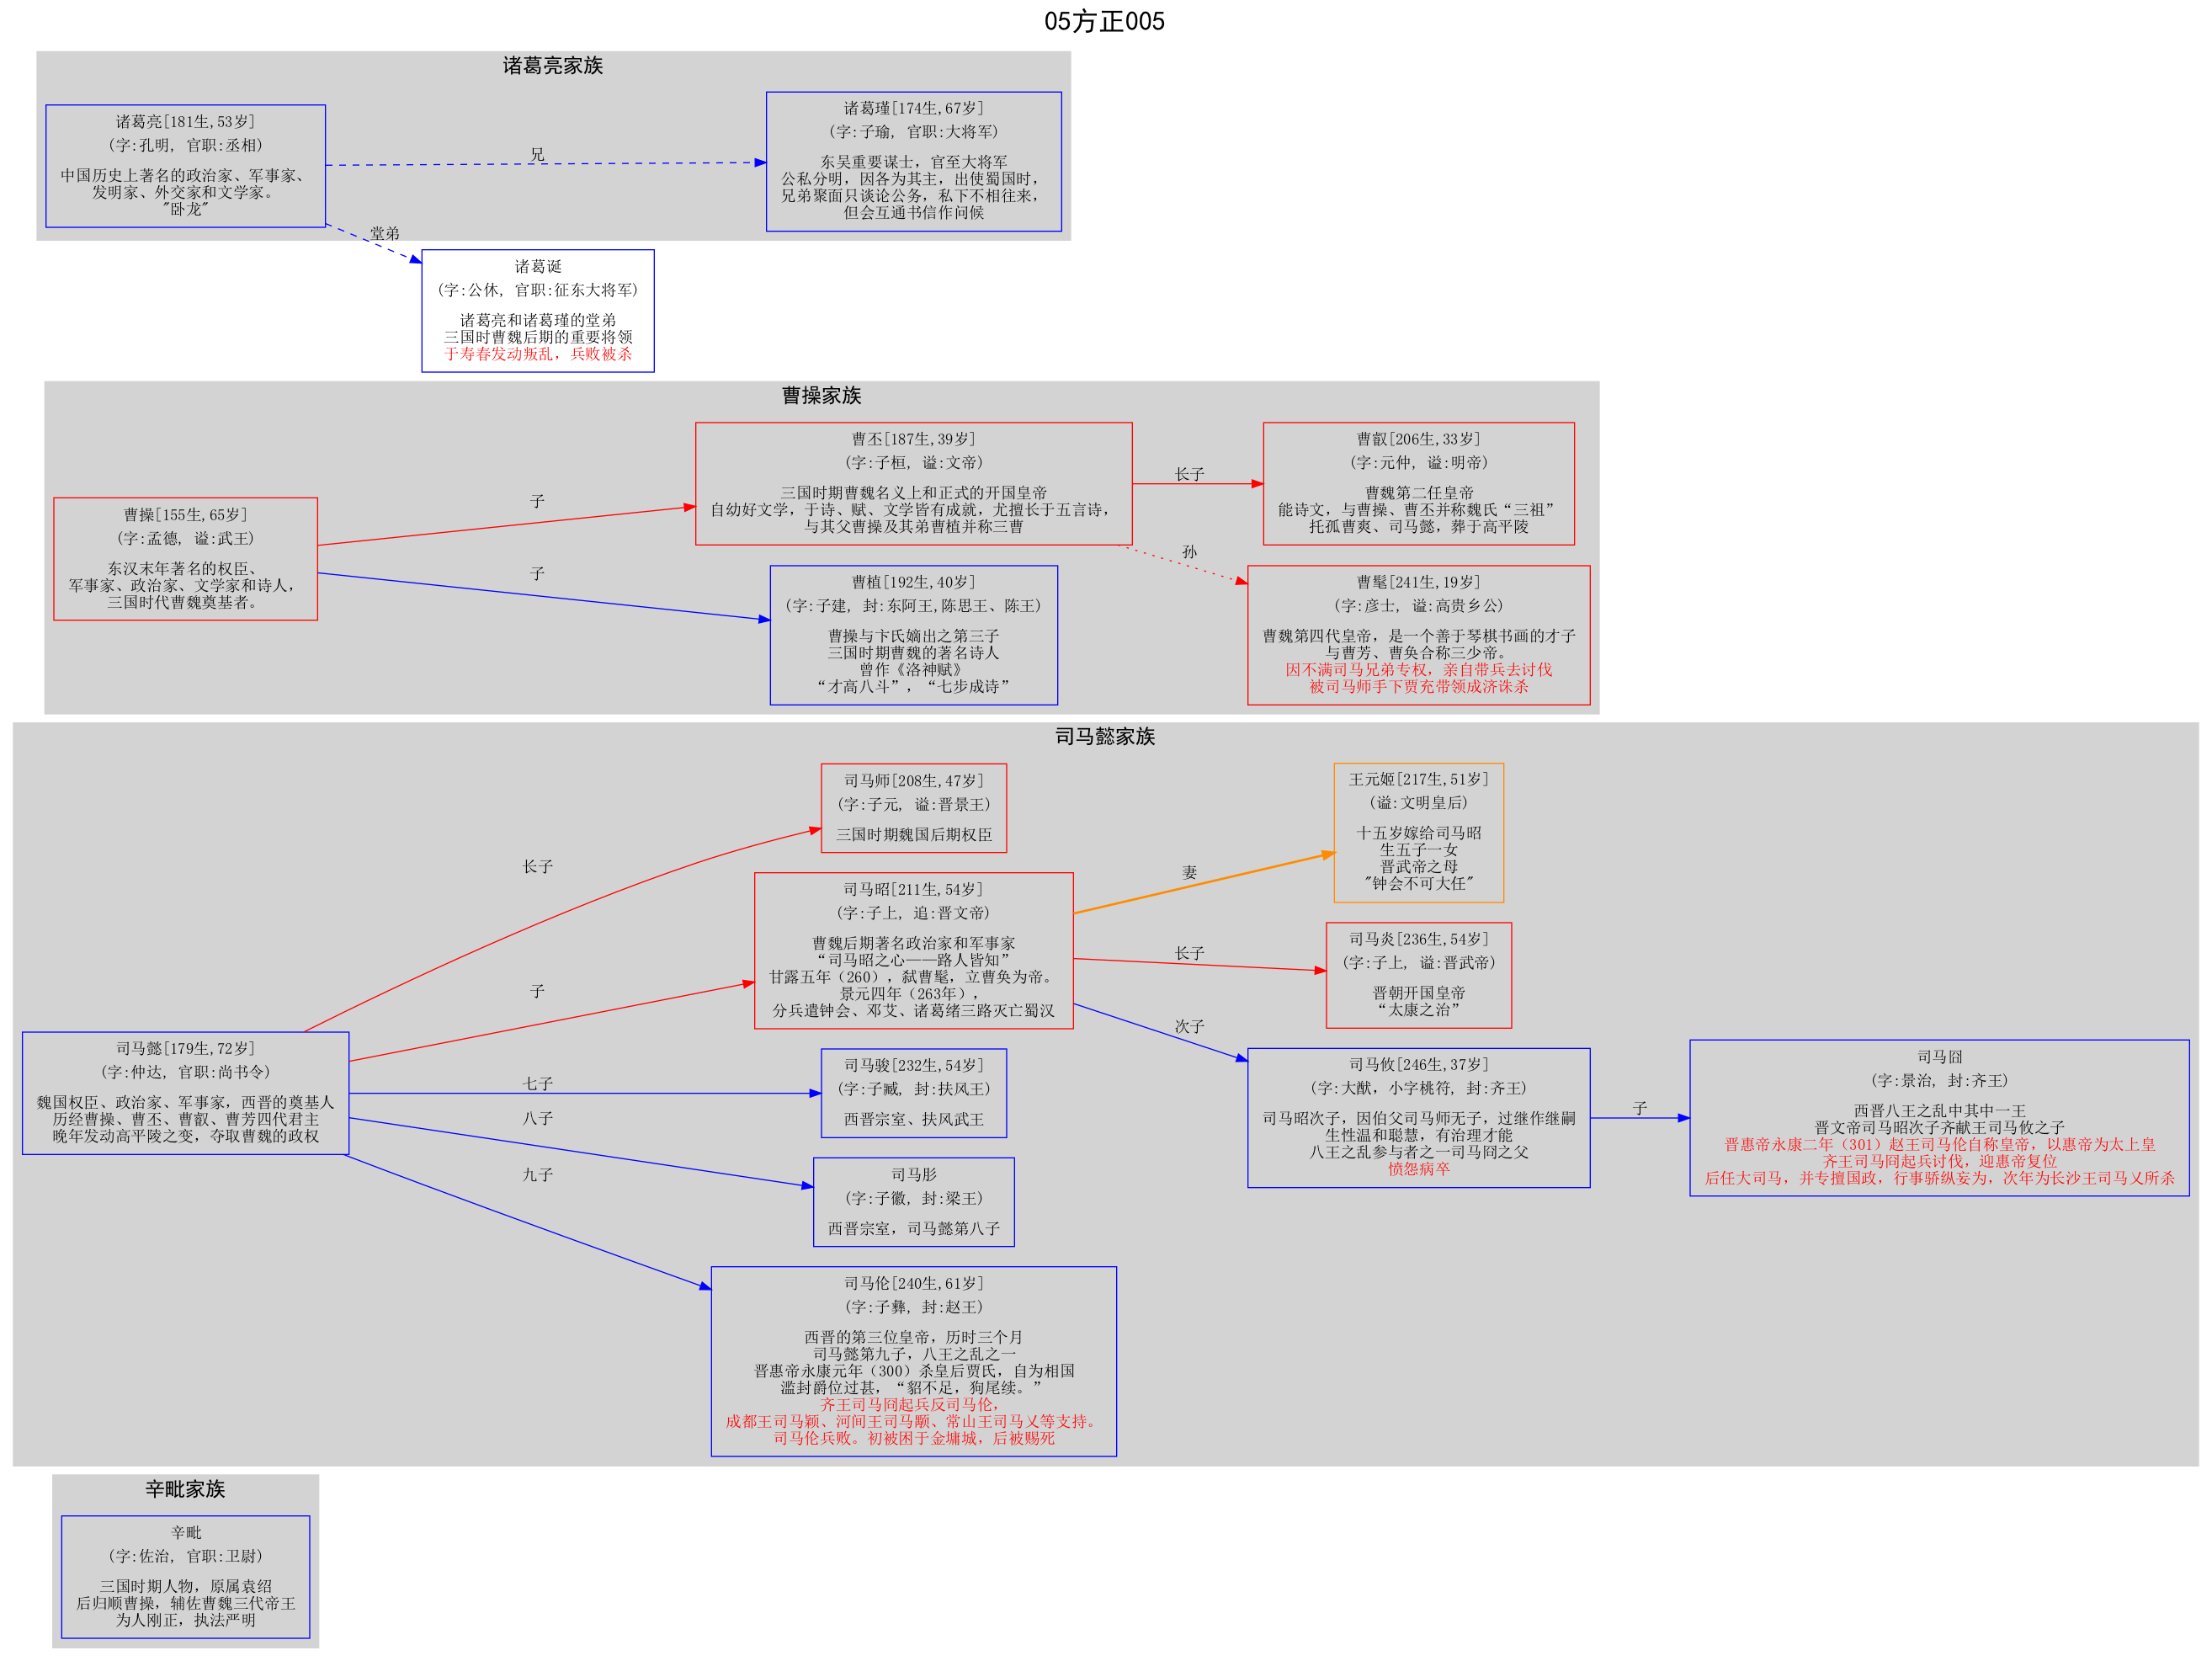 05方正005
诸葛亮家族
诸葛亮[181生,53岁]
(字:孔明, 官职:丞相)
中国历史上著名的政治家、军事家、
发明家、外交家和文学家。
"卧龙"
兄
诸葛瑾[174生,67岁]
(字:子瑜, 官职:大将军)
东吴重要谋士，官至大将军
公私分明，因各为其主，出使蜀国时，
兄弟聚面只谈论公务，私下不相往来，
但会互通书信作问候
堂弟
诸葛诞
(字:公休, 官职:征东大将军)
诸葛亮和诸葛瑾的堂弟
三国时曹魏后期的重要将领
于寿春发动叛乱，兵败被杀
曹操家族
曹操[155生,65岁]
(字:孟德, 谥:武王)
东汉末年著名的权臣、
军事家、政治家、文学家和诗人，
三国时代曹魏奠基者。
子
曹丕[187生,39岁]
(字:子桓, 谥:文帝)
三国时期曹魏名义上和正式的开国皇帝
自幼好文学，于诗、赋、文学皆有成就，尤擅长于五言诗，
与其父曹操及其弟曹植并称三曹
长子
曹叡[206生,33岁]
(字:元仲, 谥:明帝)
曹魏第二任皇帝
能诗文，与曹操、曹丕并称魏氏“三祖”
托孤曹爽、司马懿，葬于高平陵
子
曹植[192生,40岁]
(字:子建, 封:东阿王,陈思王、陈王)
曹操与卞氏嫡出之第三子
三国时期曹魏的著名诗人
曾作《洛神赋》
“才高八斗”，“七步成诗”
孙
曹髦[241生,19岁]
(字:彦士, 谥:高贵乡公)
曹魏第四代皇帝，是一个善于琴棋书画的才子
与曹芳、曹奂合称三少帝。
因不满司马兄弟专权，亲自带兵去讨伐
被司马师手下贾充带领成济诛杀
司马懿家族
司马懿[179生,72岁]
(字:仲达, 官职:尚书令)
魏国权臣、政治家、军事家，西晋的奠基人
历经曹操、曹丕、曹叡、曹芳四代君主
晚年发动高平陵之变，夺取曹魏的政权
长子
司马师[208生,47岁]
(字:子元, 谥:晋景王)
三国时期魏国后期权臣
子
司马昭[211生,54岁]
(字:子上, 追:晋文帝)
曹魏后期著名政治家和军事家
“司马昭之心——路人皆知”
甘露五年（260），弑曹髦，立曹奂为帝。
景元四年（263年），
分兵遣钟会、邓艾、诸葛绪三路灭亡蜀汉
妻
王元姬[217生,51岁]
(谥:文明皇后)
十五岁嫁给司马昭
生五子一女
晋武帝之母
"钟会不可大任"
长子
司马炎[236生,54岁]
(字:子上, 谥:晋武帝)
晋朝开国皇帝
“太康之治”
次子
司马攸[246生,37岁]
(字:大猷，小字桃符, 封:齐王)
司马昭次子，因伯父司马师无子，过继作继嗣
生性温和聪慧，有治理才能
八王之乱参与者之一司马冏之父
愤怨病卒
子
司马囧
(字:景治, 封:齐王)
西晋八王之乱中其中一王
晋文帝司马昭次子齐献王司马攸之子
晋惠帝永康二年（301）赵王司马伦自称皇帝，以惠帝为太上皇
齐王司马冏起兵讨伐，迎惠帝复位
后任大司马，并专擅国政，行事骄纵妄为，次年为长沙王司马乂所杀
七子
司马骏[232生,54岁]
(字:子臧, 封:扶风王)
西晋宗室、扶风武王
八子
司马肜
(字:子徽, 封:梁王)
西晋宗室，司马懿第八子
九子
司马伦[240生,61岁]
(字:子彝, 封:赵王)
西晋的第三位皇帝，历时三个月
司马懿第九子，八王之乱之一
晋惠帝永康元年（300）杀皇后贾氏，自为相国
滥封爵位过甚，“貂不足，狗尾续。”
齐王司马冏起兵反司马伦，
成都王司马颖、河间王司马颙、常山王司马乂等支持。
司马伦兵败。初被困于金墉城，后被赐死
辛毗家族
辛毗
(字:佐治, 官职:卫尉)
三国时期人物，原属袁绍
后归顺曹操，辅佐曹魏三代帝王
为人刚正，执法严明